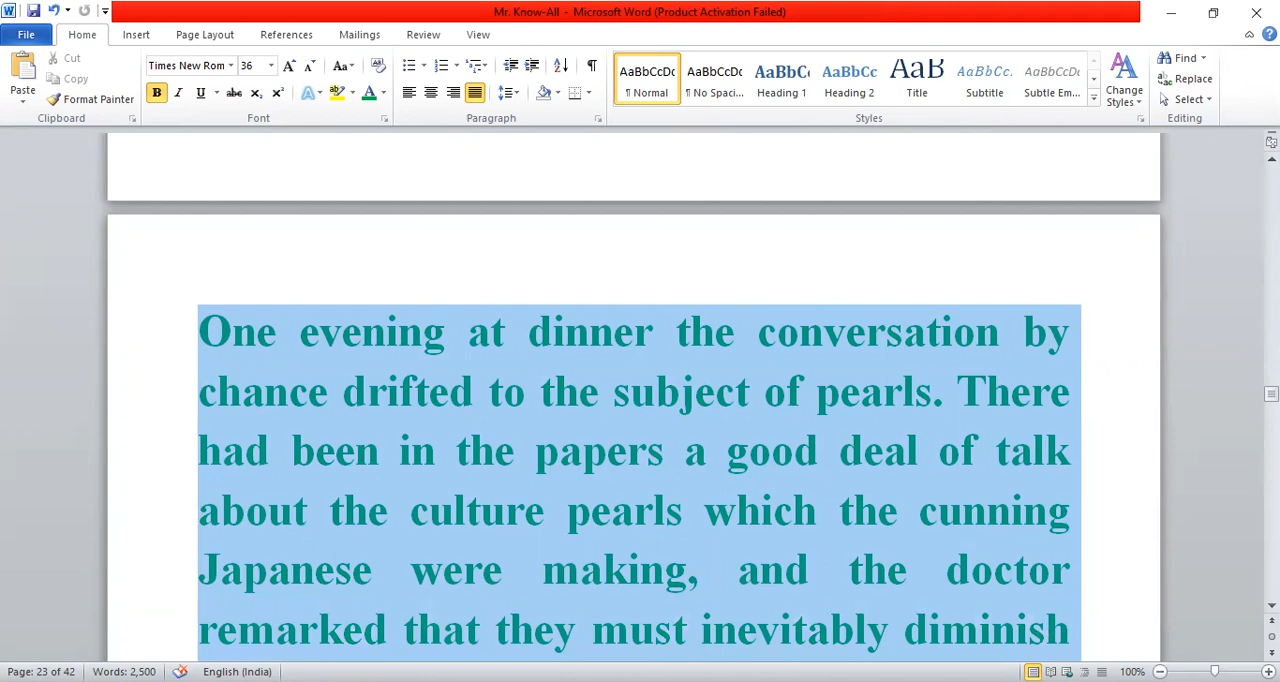 Mr. Know-All - Microsoft Word (Product Activation Failed)
File Home Insert Page Layout References Mailings Review View
Cut
Copy
Format Painter
Paste
Clipboard
Times New Rom 36
Font
Paragraph
AaBbCcDc AaBbCcDc AaBbCc AaBbCc AaB AaBbCc. AaBbCcDc
¶ Normal ¶ No Spaci... Heading 1 Heading 2 Title Subtitle Subtle Em...
Styles
Change
Styles
Find
Replace
Select
Editing
One evening at dinner the conversation by
chance drifted to the subject of pearls. There
had been in the papers a good deal of talk
about the culture pearls which the cunning
Japanese were making, and the doctor
remarked that they must inevitably diminish
Page: 23 of 42 Words: 2,500 English (India) 100%